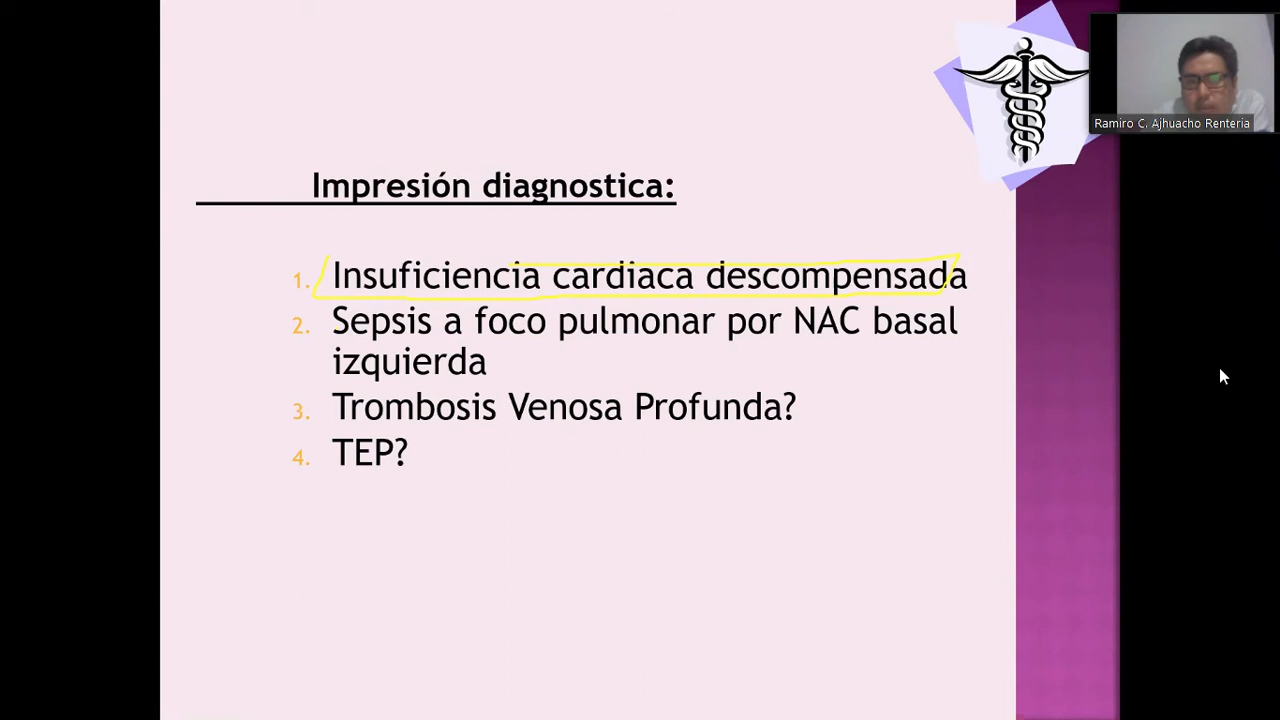 Ramiro C. Ajhuacho Renteria
Impresión diagnostica:
1. Insuficiencia cardiaca descompensada
2. Sepsis a foco pulmonar por NAC basal
izquierda
3. Trombosis Venosa Profunda?
4. TEP?